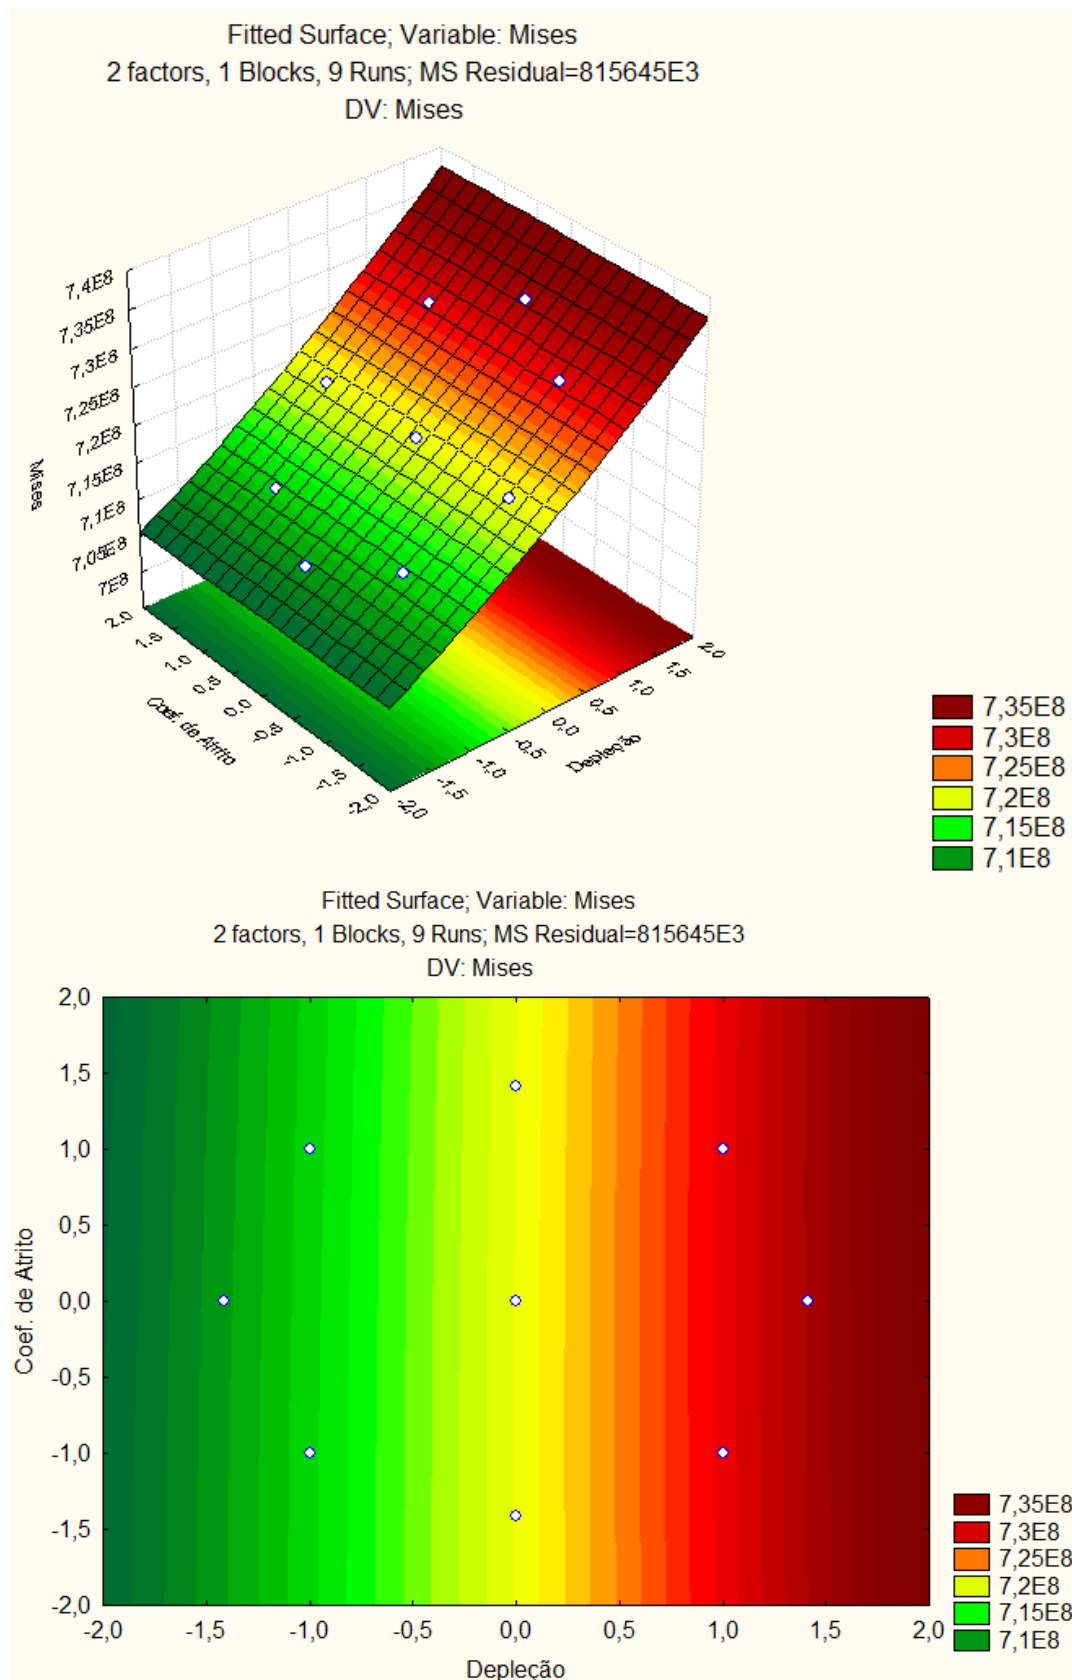 Fitted Surface; Variable: Mises
2 factors, 1 Blocks, 9 Runs; MS Residual=815645E3
DV: Mises
7,4E8
7,35E8
7,3E8
7,25E8
7,2E8
7,15E8
7,1E8
7,05E8
7E8
Mises
2,0
1,5
1,0
0,5
0,0
-0,5
-1,0
-1,5
-2,0
Coef. de Atrito
-2,0
-1,5
-1,0
-0,5
0,0
0,5
1,0
1,5
2,0
Depleção
7,35E8
7,3E8
7,25E8
7,2E8
7,15E8
7,1E8
Fitted Surface; Variable: Mises
2 factors, 1 Blocks, 9 Runs; MS Residual=815645E3
DV: Mises
2,0
1,5
1,0
0,5
0,0
-0,5
-1,0
-1,5
-2,0
Coef. de Atrito
-2,0 -1,5 -1,0 -0,5 0,0 0,5 1,0 1,5 2,0
Depleção
7,35E8
7,3E8
7,25E8
7,2E8
7,15E8
7,1E8